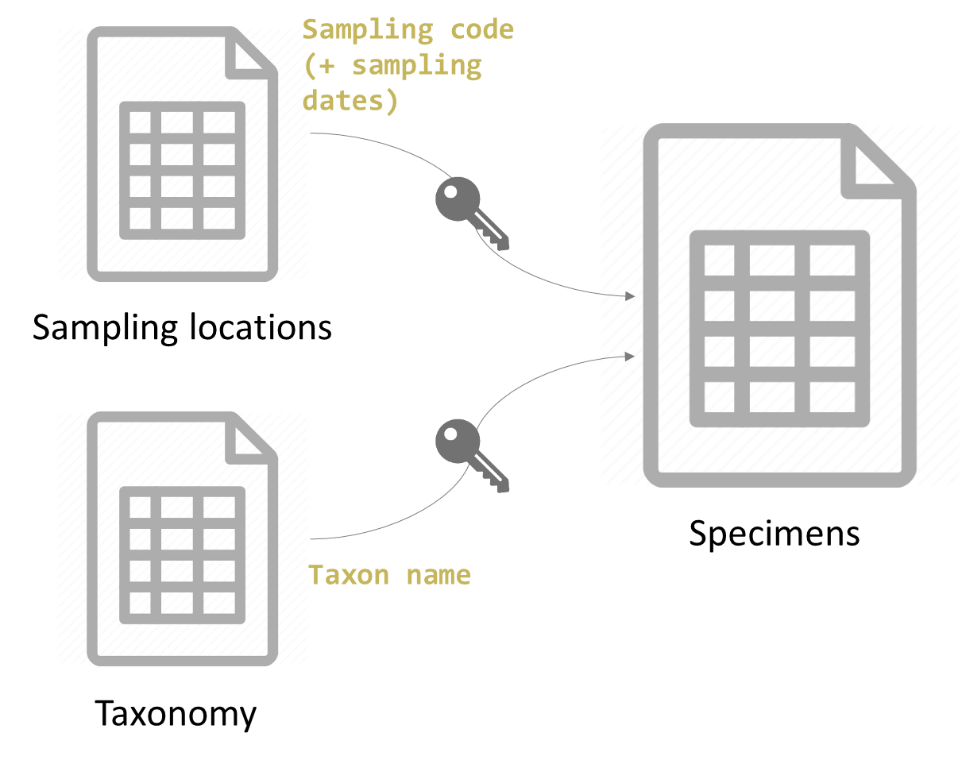 Sampling code
(+ sampling
dates)
Sampling locations
Specimens
Taxon name
Taxonomy